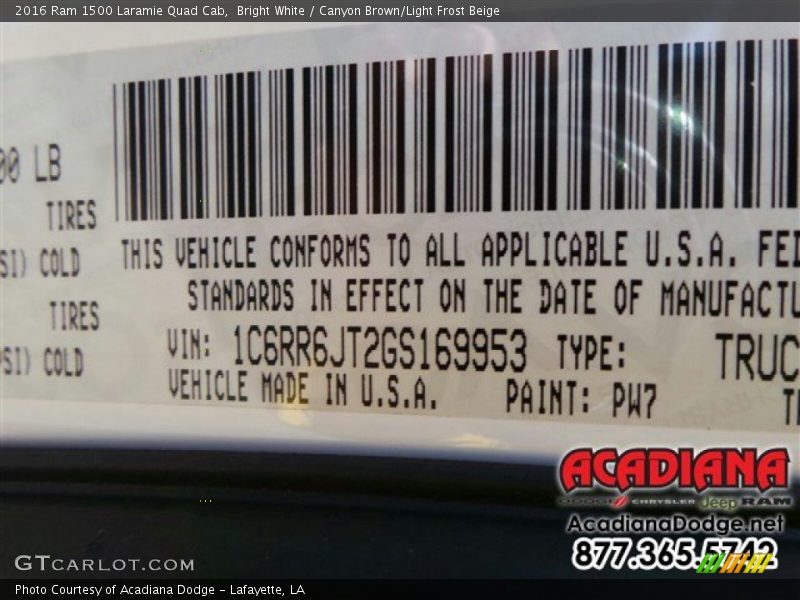 2016 Ram 1500 Laramie Quad Cab,  Bright White / Canyon Brown/Light Frost Beige
00 LB
TIRES
SI) COLD
TIRES
PSI) COLD
THIS VEHICLE CONFORMS TO ALL APPLICABLE U.S.A. FED
STANDARDS IN EFFECT ON THE DATE OF MANUFACTU
VIN: 1C6RR6JT2GS169953 TYPE: TRUC
VEHICLE MADE IN U.S.A. PAINT: PW7
ACADIANA
DODGE CHRYSLER Jeep RAM
AcadianaDodge.net
877.365.5742
GTCARLOT.COM
Photo Courtesy of Acadiana Dodge - Lafayette, LA